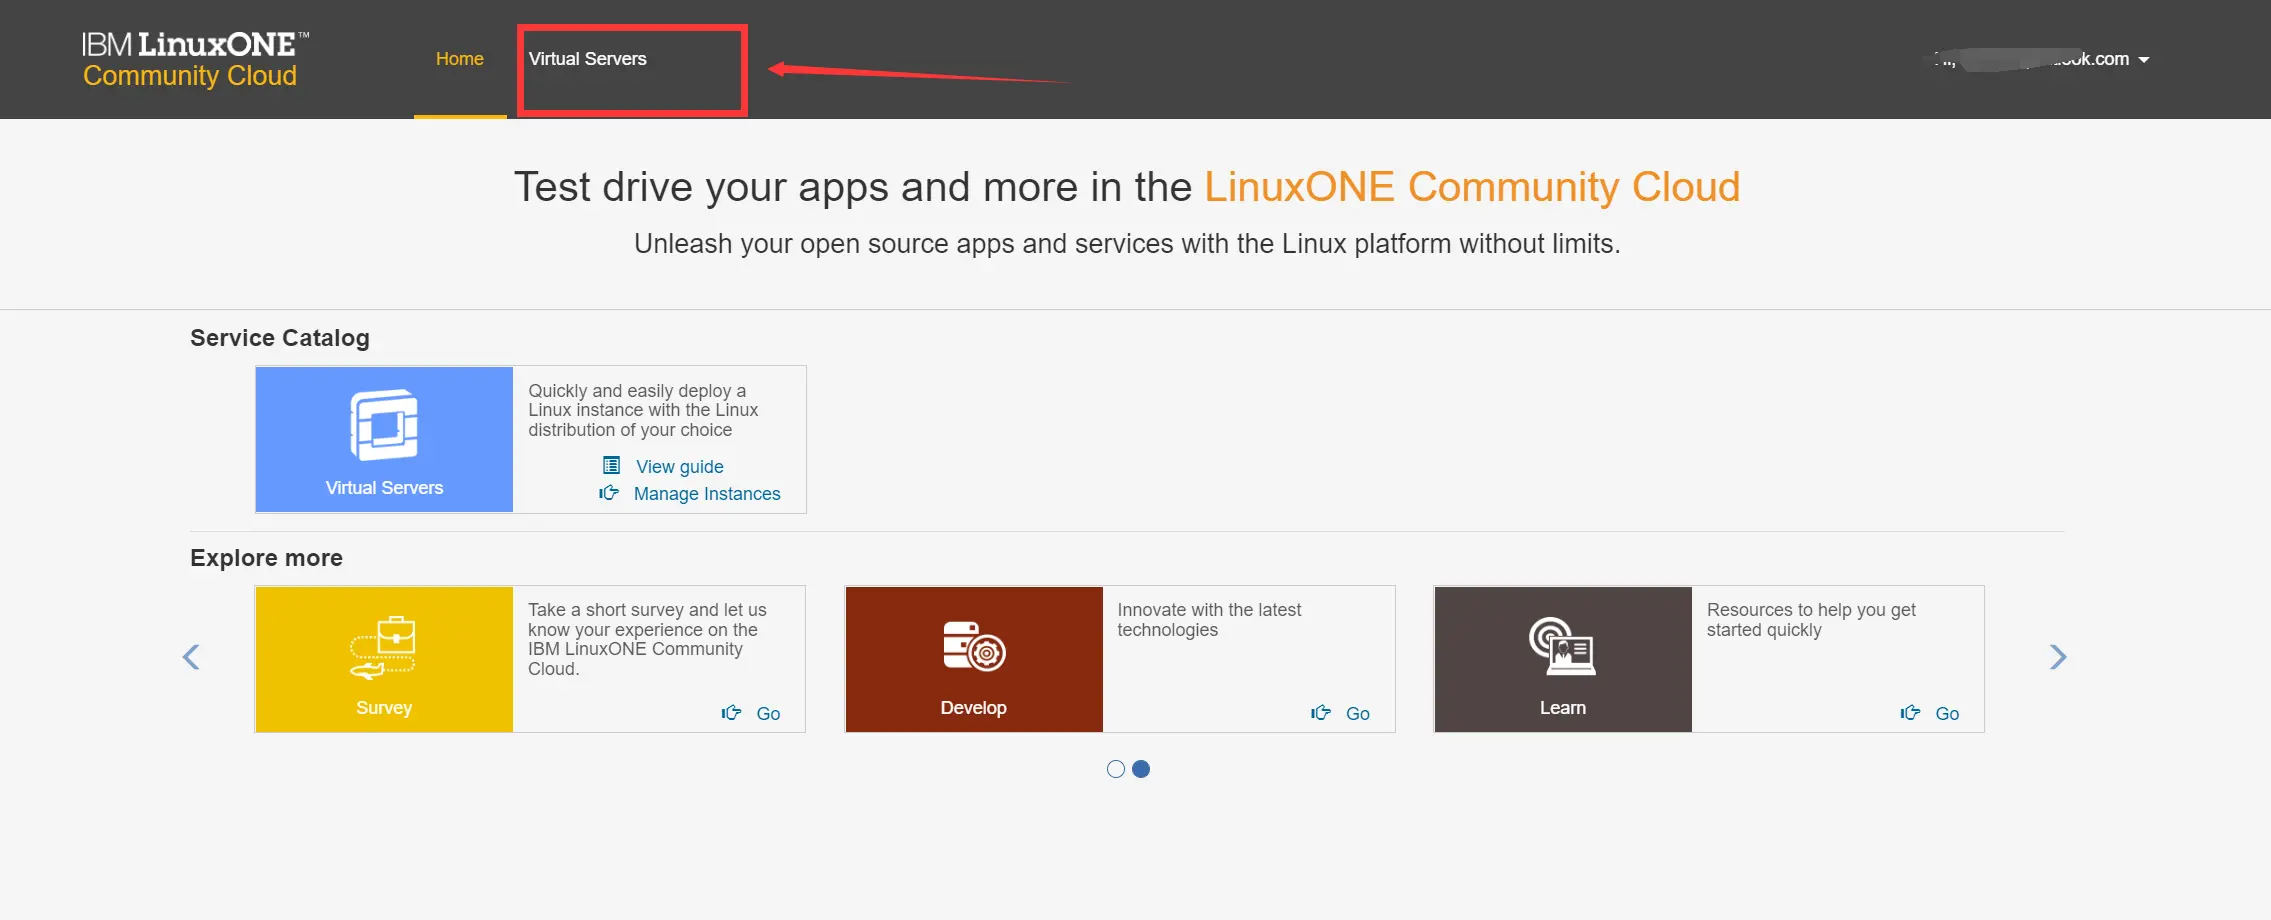 IBM LinuxONE™
Community Cloud
Home
Virtual Servers
ok.com
Test drive your apps and more in the LinuxONE Community Cloud
Unleash your open source apps and services with the Linux platform without limits.
Service Catalog
Virtual Servers
Quickly and easily deploy a
Linux instance with the Linux
distribution of your choice
View guide
Manage Instances
Explore more
Survey
Take a short survey and let us
know your experience on the
IBM LinuxONE Community
Cloud.
Go
Develop
Innovate with the latest
technologies
Go
Learn
Resources to help you get
started quickly
Go